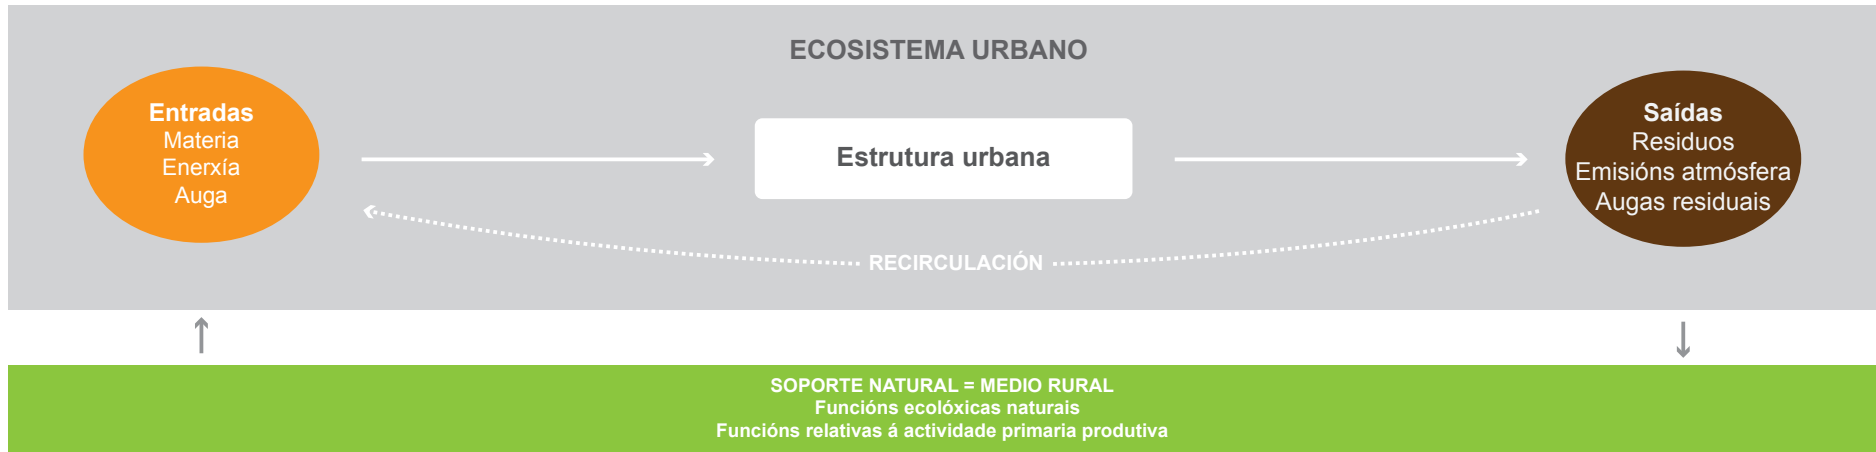 ECOSISTEMA URBANO
Entradas
Materia
Enerxía
Auga
Estrutura urbana
Saídas
Residuos
Emisións atmósfera
Augas residuais
RECIRCULACIÓN
SOPORTE NATURAL = MEDIO RURAL
Funcións ecolóxicas naturais
Funcións relativas á actividade primaria produtiva